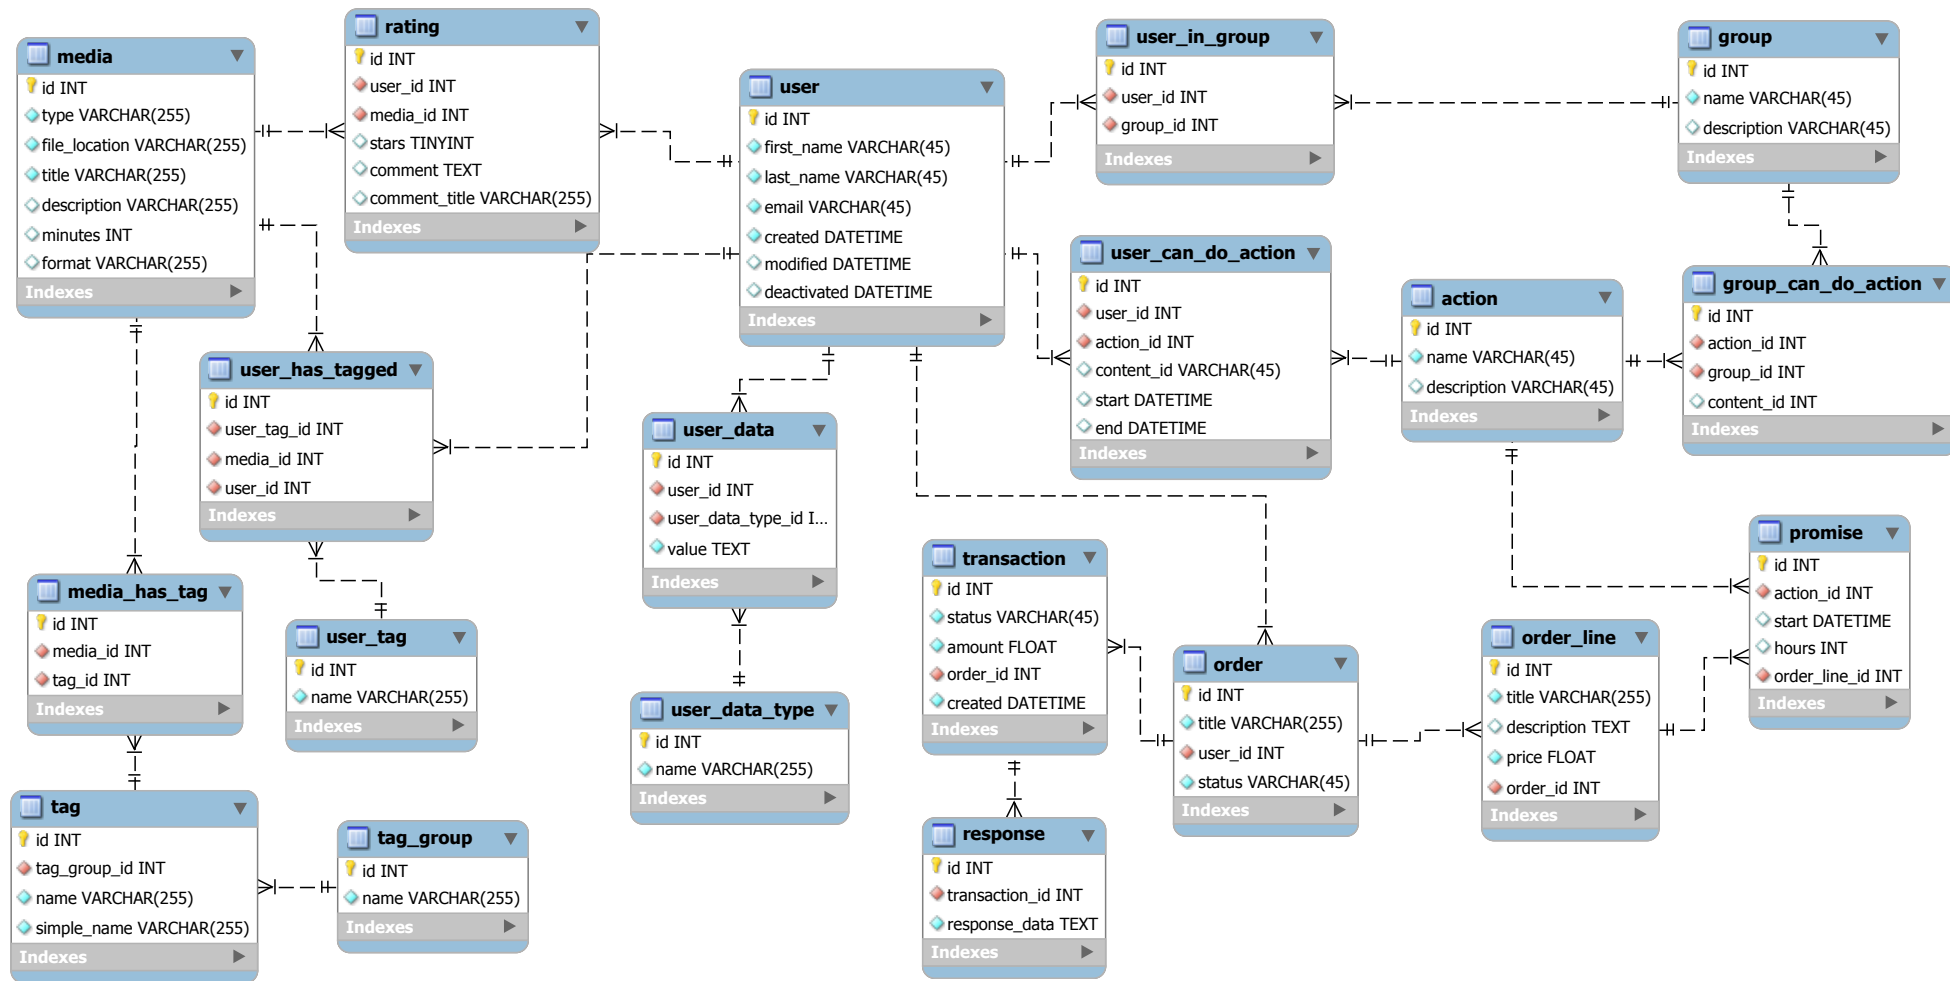 media
id INT
type VARCHAR(255)
file_location VARCHAR(255)
title VARCHAR(255)
description VARCHAR(255)
minutes INT
format VARCHAR(255)
Indexes
rating
id INT
user_id INT
media_id INT
stars TINYINT
comment TEXT
comment_title VARCHAR(255)
Indexes
user
id INT
first_name VARCHAR(45)
last_name VARCHAR(45)
email VARCHAR(45)
created DATETIME
modified DATETIME
deactivated DATETIME
Indexes
user_in_group
id INT
user_id INT
group_id INT
Indexes
group
id INT
name VARCHAR(45)
description VARCHAR(45)
Indexes
user_can_do_action
id INT
user_id INT
action_id INT
content_id VARCHAR(45)
start DATETIME
end DATETIME
Indexes
action
id INT
name VARCHAR(45)
description VARCHAR(45)
Indexes
group_can_do_action
id INT
action_id INT
group_id INT
content_id INT
Indexes
user_has_tagged
id INT
user_tag_id INT
media_id INT
user_id INT
Indexes
user_data
id INT
user_id INT
user_data_type_id I...
value TEXT
Indexes
media_has_tag
id INT
media_id INT
tag_id INT
Indexes
user_tag
id INT
name VARCHAR(255)
Indexes
user_data_type
id INT
name VARCHAR(255)
Indexes
transaction
id INT
status VARCHAR(45)
amount FLOAT
order_id INT
created DATETIME
Indexes
order
id INT
title VARCHAR(255)
user_id INT
status VARCHAR(45)
Indexes
order_line
id INT
title VARCHAR(255)
description TEXT
price FLOAT
order_id INT
Indexes
promise
id INT
action_id INT
start DATETIME
hours INT
order_line_id INT
Indexes
tag
id INT
tag_group_id INT
name VARCHAR(255)
simple_name VARCHAR(255)
Indexes
tag_group
id INT
name VARCHAR(255)
Indexes
response
id INT
transaction_id INT
response_data TEXT
Indexes